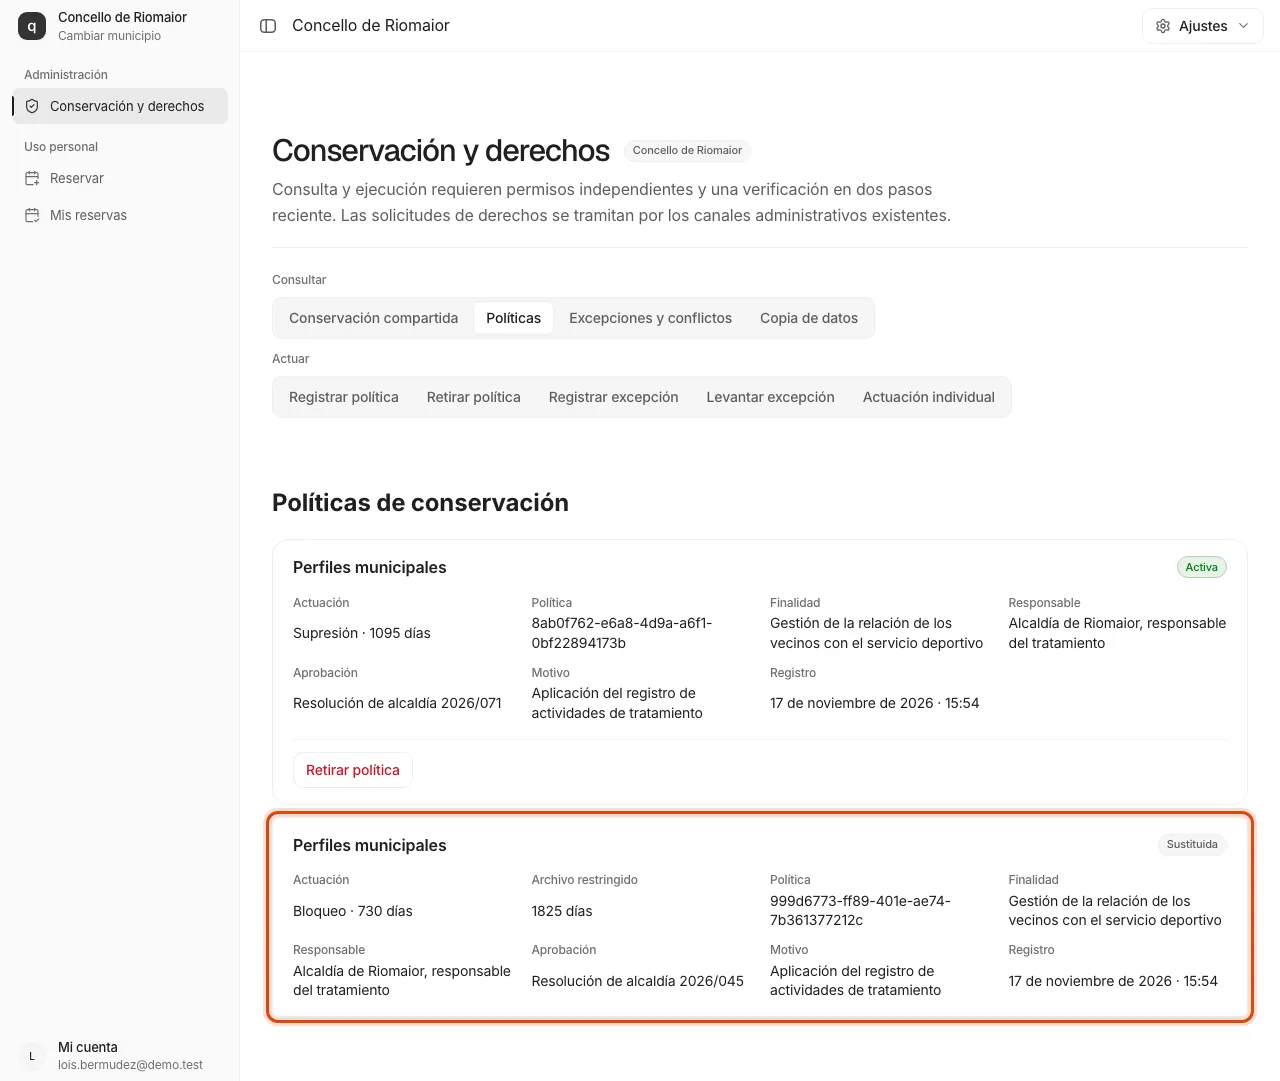 q
Concello de Riomaior
Cambiar municipio
Administración
Conservación y derechos
Uso personal
Reservar
Mis reservas
L
Mi cuenta
lois.bermudez@demo.test
Concello de Riomaior
Ajustes
Conservación y derechos
Concello de Riomaior
Consulta y ejecución requieren permisos independientes y una verificación en dos pasos
reciente. Las solicitudes de derechos se tramitan por los canales administrativos existentes.
Consultar
Conservación compartida
Políticas
Excepciones y conflictos
Copia de datos
Actuar
Registrar política
Retirar política
Registrar excepción
Levantar excepción
Actuación individual
Políticas de conservación
Perfiles municipales
Activa
Actuación
Supresión · 1095 días
Política
8ab0f762-e6a8-4d9a-a6f1-
0bf22894173b
Finalidad
Gestión de la relación de los
vecinos con el servicio deportivo
Responsable
Alcaldía de Riomaior, responsable
del tratamiento
Aprobación
Resolución de alcaldía 2026/071
Motivo
Aplicación del registro de
actividades de tratamiento
Registro
17 de noviembre de 2026 · 15:54
Retirar política
Perfiles municipales
Sustituida
Actuación
Bloqueo · 730 días
Archivo restringido
1825 días
Política
999d6773-ff89-401e-ae74-
7b361377212c
Finalidad
Gestión de la relación de los
vecinos con el servicio deportivo
Responsable
Alcaldía de Riomaior, responsable
del tratamiento
Aprobación
Resolución de alcaldía 2026/045
Motivo
Aplicación del registro de
actividades de tratamiento
Registro
17 de noviembre de 2026 · 15:54